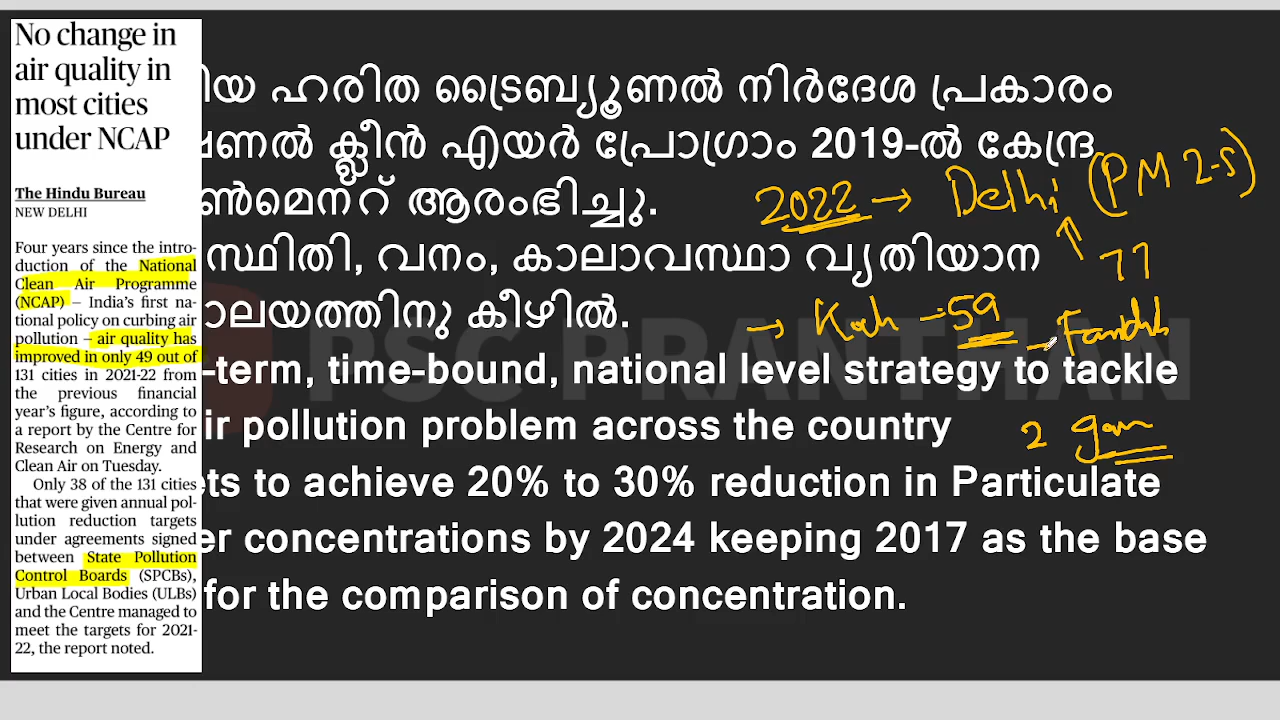 No change in
air quality in
most cities
under NCAP
The Hindu Bureau
NEW DELHI
Four years since the intro-
duction of the National
Clean Air Programme
(NCAP) – India's first na-
tional policy on curbing air
pollution – air quality has
improved in only 49 out of
131 cities in 2021-22 from
the previous financial
year's figure, according to
a report by the Centre for
Research on Energy and
Clean Air on Tuesday.
Only 38 of the 131 cities
that were given annual pol-
lution reduction targets
under agreements signed
between State Pollution
Control Boards (SPCBs),
Urban Local Bodies (ULBs)
and the Centre managed to
meet the targets for 2021-
22, the report noted.
ഹരിത ട്രൈബ്യൂണൽ നിർദേശ പ്രകാരം
ക്ലീൻ എയർ പ്രോഗ്രാം 2019-ൽ കേന്ദ്ര
ആരംഭിച്ചു.
2022 → Delhi (PM 2.5)
സ്ഥിതി, വനം, കാലാവസ്ഥാ വ്യതിയാന
↑ 77
കീഴിൽ.
→ – 59
-term, time-bound, national level strategy to tackle
ir pollution problem across the country
2
ets to achieve 20% to 30% reduction in Particulate
er concentrations by 2024 keeping 2017 as the base
for the comparison of concentration.
PSC PRANTHAN